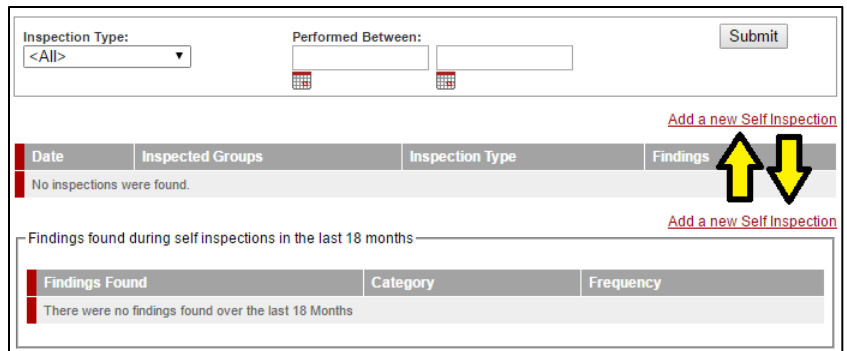 Inspection Type: Performed Between: Submit
<All>
Add a new Self Inspection
Date Inspected Groups Inspection Type Findings
No inspections were found.
Add a new Self Inspection
Findings found during self inspections in the last 18 months
Findings Found Category Frequency
There were no findings found over the last 18 Months